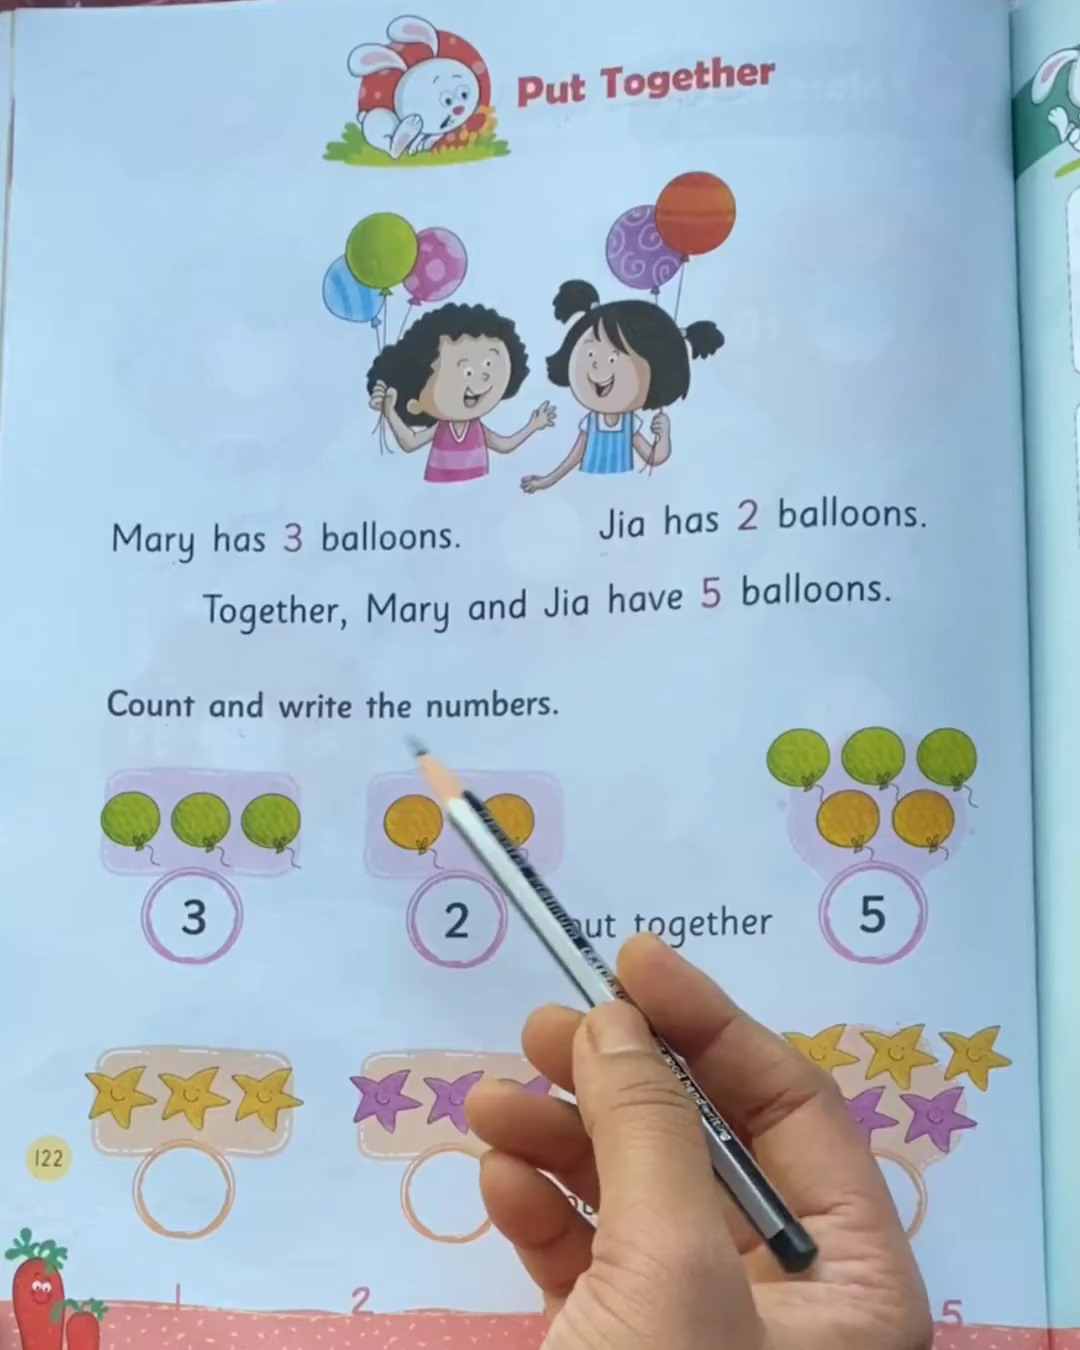 Put Together
Mary has 3 balloons.
Jia has 2 balloons.
Together, Mary and Jia have 5 balloons.
Count and write the numbers.
3 2 put together 5
122
1 2 5